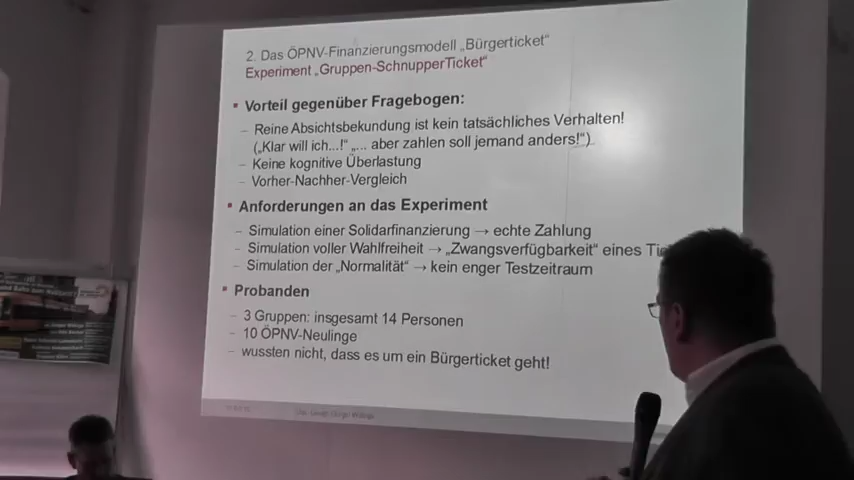 2. Das ÖPNV-Finanzierungsmodell „Bürgerticket“
Experiment „Gruppen-SchnupperTicket“
Vorteil gegenüber Fragebogen:
– Reine Absichtsbekundung ist kein tatsächliches Verhalten!
(„Klar will ich...!“ „... aber zahlen soll jemand anders!“)
– Keine kognitive Überlastung
– Vorher-Nachher-Vergleich
Anforderungen an das Experiment
– Simulation einer Solidarfinanzierung → echte Zahlung
– Simulation voller Wahlfreiheit → „Zwangsverfügbarkeit“ eines
– Simulation der „Normalität“ → kein enger Testzeitraum
Probanden
– 3 Gruppen: insgesamt 14 Personen
– 10 ÖPNV-Neulinge
– wussten nicht, dass es um ein Bürgerticket geht!